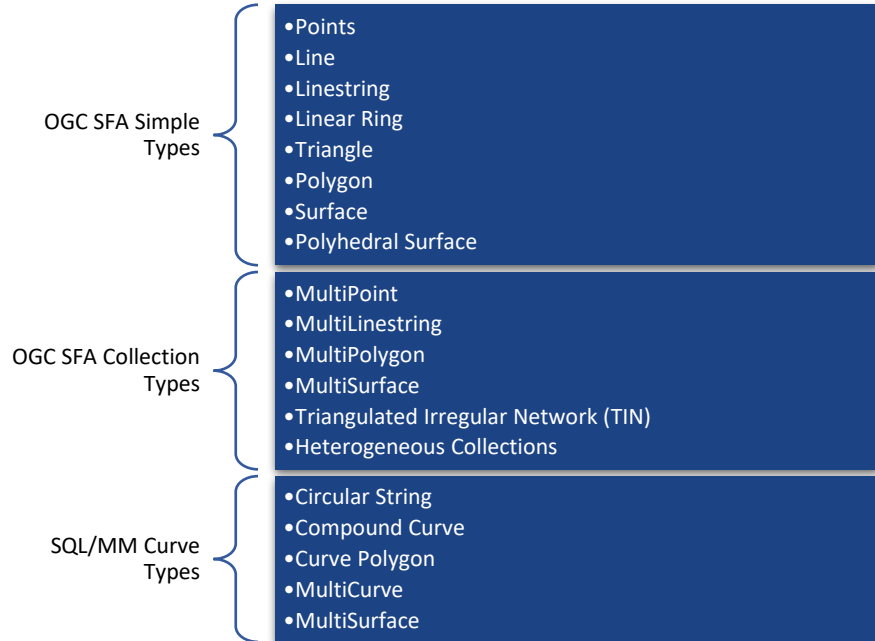 OGC SFA Simple
Types
•Points
•Line
•Linestring
•Linear Ring
•Triangle
•Polygon
•Surface
•Polyhedral Surface
OGC SFA Collection
Types
•MultiPoint
•MultiLinestring
•MultiPolygon
•MultiSurface
•Triangulated Irregular Network (TIN)
•Heterogeneous Collections
SQL/MM Curve
Types
•Circular String
•Compound Curve
•Curve Polygon
•MultiCurve
•MultiSurface